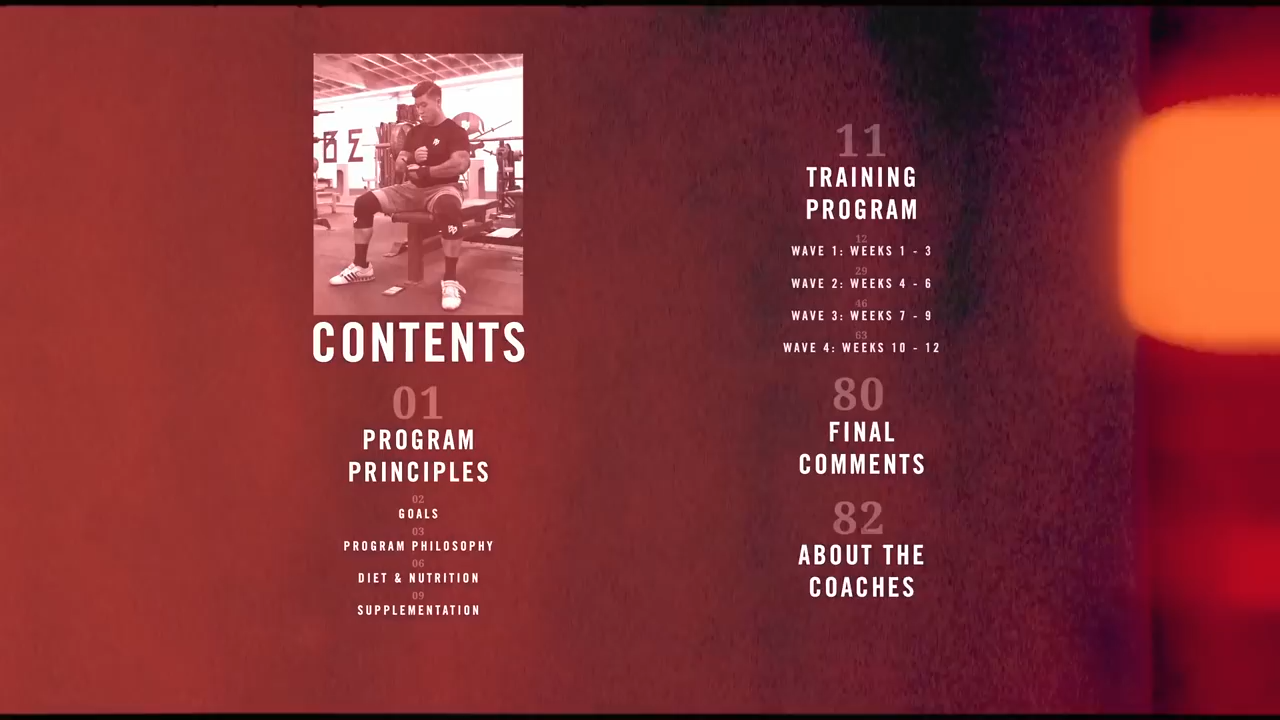 BE
CONTENTS
01
PROGRAM
PRINCIPLES
02
GOALS
03
PROGRAM PHILOSOPHY
06
DIET & NUTRITION
09
SUPPLEMENTATION
11
TRAINING
PROGRAM
12
WAVE 1: WEEKS 1 - 3
29
WAVE 2: WEEKS 4 - 6
46
WAVE 3: WEEKS 7 - 9
63
WAVE 4: WEEKS 10 - 12
80
FINAL
COMMENTS
82
ABOUT THE
COACHES